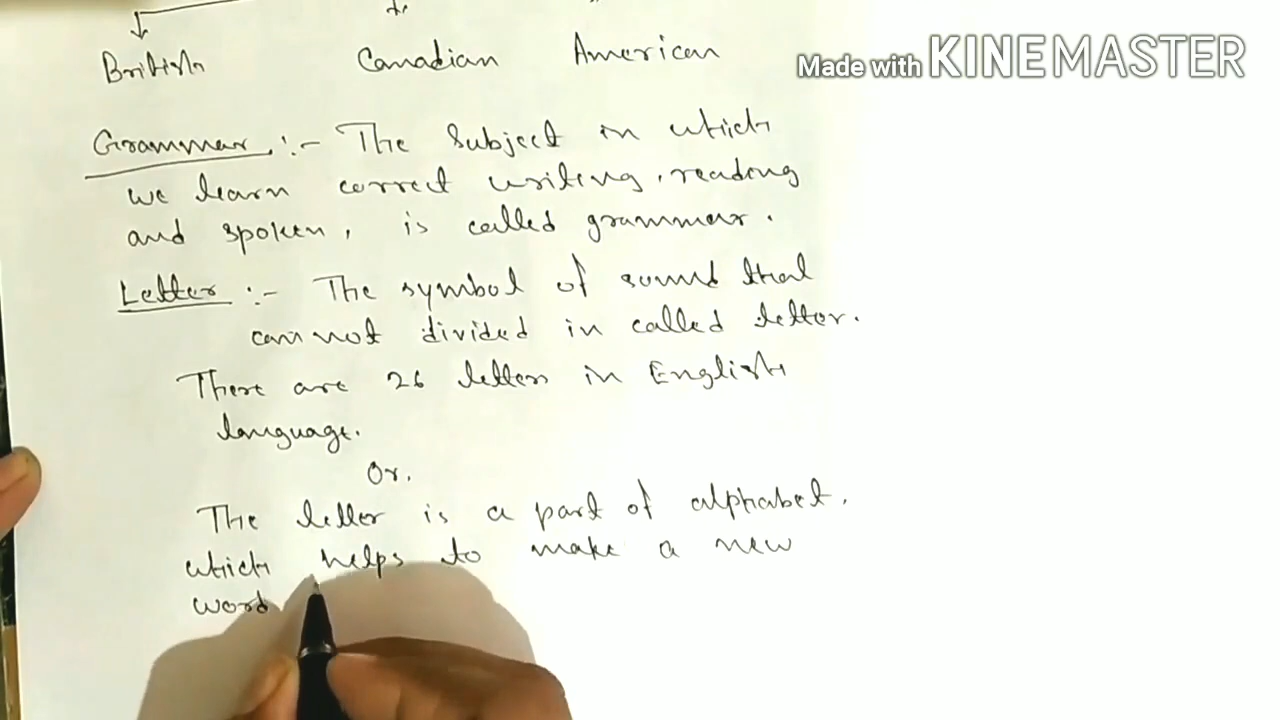 British Canadian American
Made with KINEMASTER
Grammar :- The Subject in which
we learn correct writing, reading
and spoken, is called grammar.
Letter :- The symbol of sound that
can not divided in called letter.
There are 26 letters in English
language.
Or.
The letter is a part of alphabet.
which helps to make a new
word